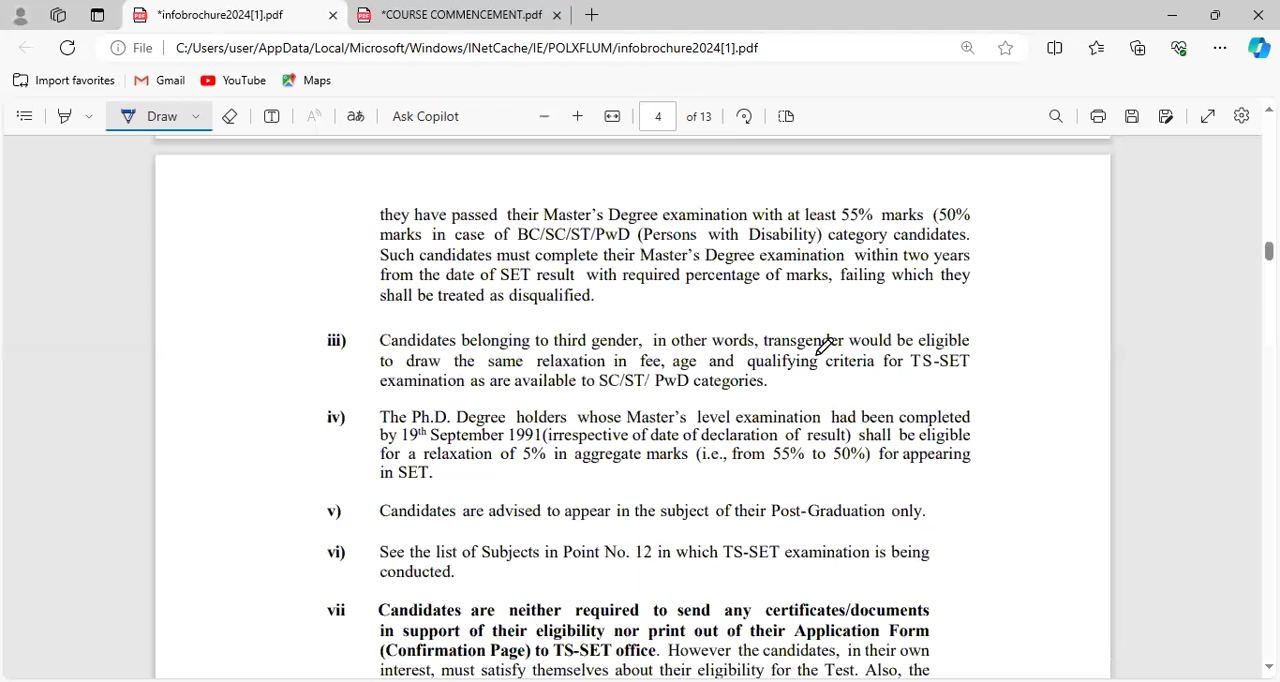 *infobrochure2024[1].pdf
*COURSE COMMENCEMENT.pdf
File
C:/Users/user/AppData/Local/Microsoft/Windows/INetCache/IE/POLXFLUM/infobrochure2024[1].pdf
Import favorites
Gmail
YouTube
Maps
Draw
Ask Copilot
4
of 13
they have passed their Master's Degree examination with at least 55% marks (50%
marks in case of BC/SC/ST/PwD (Persons with Disability) category candidates.
Such candidates must complete their Master's Degree examination within two years
from the date of SET result with required percentage of marks, failing which they
shall be treated as disqualified.
iii) Candidates belonging to third gender, in other words, transgender would be eligible
to draw the same relaxation in fee, age and qualifying criteria for TS-SET
examination as are available to SC/ST/ PwD categories.
iv) The Ph.D. Degree holders whose Master's level examination had been completed
by 19th September 1991(irrespective of date of declaration of result) shall be eligible
for a relaxation of 5% in aggregate marks (i.e., from 55% to 50%) for appearing
in SET.
v) Candidates are advised to appear in the subject of their Post-Graduation only.
vi) See the list of Subjects in Point No. 12 in which TS-SET examination is being
conducted.
vii Candidates are neither required to send any certificates/documents
in support of their eligibility nor print out of their Application Form
(Confirmation Page) to TS-SET office. However the candidates, in their own
interest, must satisfy themselves about their eligibility for the Test. Also, the